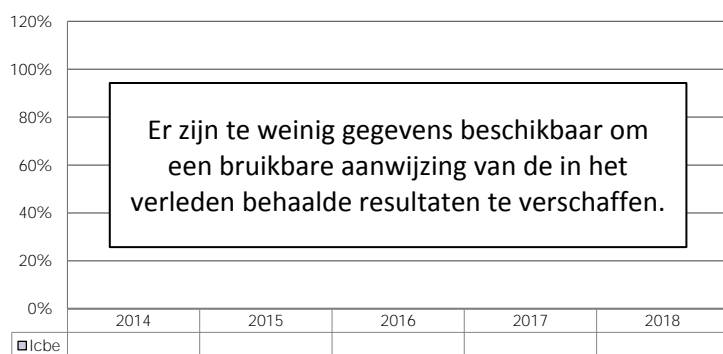 120%
100%
80%
60%
40%
20%
0%
Er zijn te weinig gegevens beschikbaar om
een bruikbare aanwijzing van de in het
verleden behaalde resultaten te verschaffen.
2014 2015 2016 2017 2018
Icbe